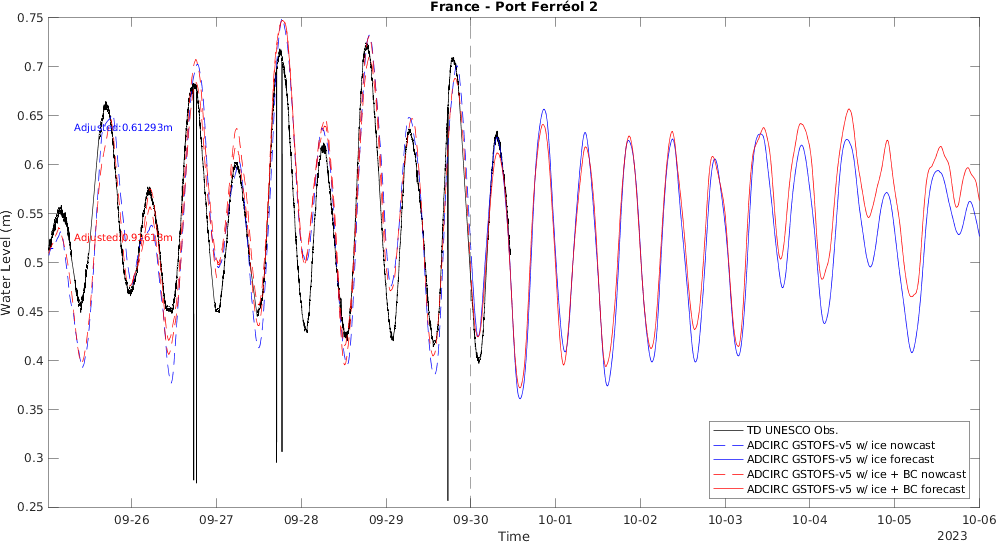 France - Port Ferréol 2
0.75
0.7
0.65
0.6
0.55
0.5
0.45
0.4
0.35
0.3
0.25
Water Level (m)
Adjusted:0.61293m
TD UNESCO Obs.
ADCIRC GSTOFS-v5 w/ ice nowcast
ADCIRC GSTOFS-v5 w/ ice forecast
ADCIRC GSTOFS-v5 w/ ice + BC nowcast
ADCIRC GSTOFS-v5 w/ ice + BC forecast
09-26
09-27
09-28
09-29
09-30
10-01
10-02
10-03
10-04
10-05
10-06
Time
2023